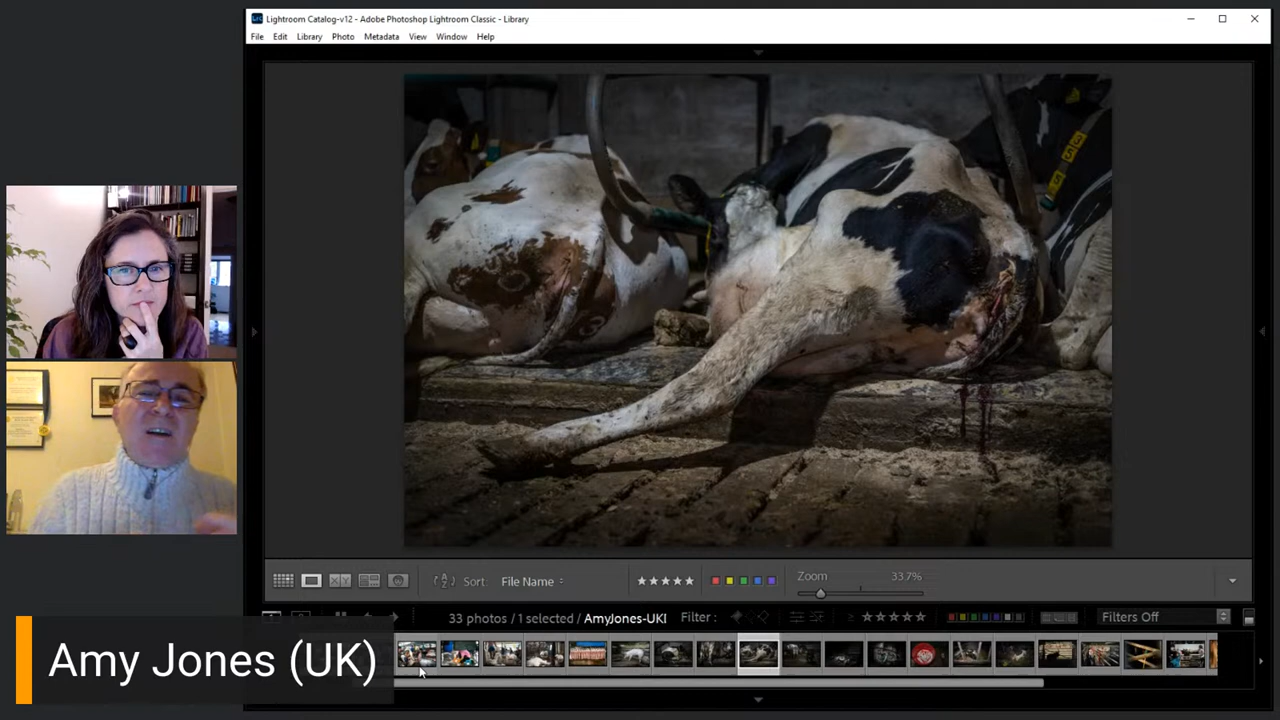 Lightroom Catalog-v12 - Adobe Photoshop Lightroom Classic - Library
File Edit Library Photo Metadata View Window Help
Sort: File Name
Zoom 33.7%
33 photos / 1 selected / AmyJones-UKI Filter: Filters Off
Amy Jones (UK)